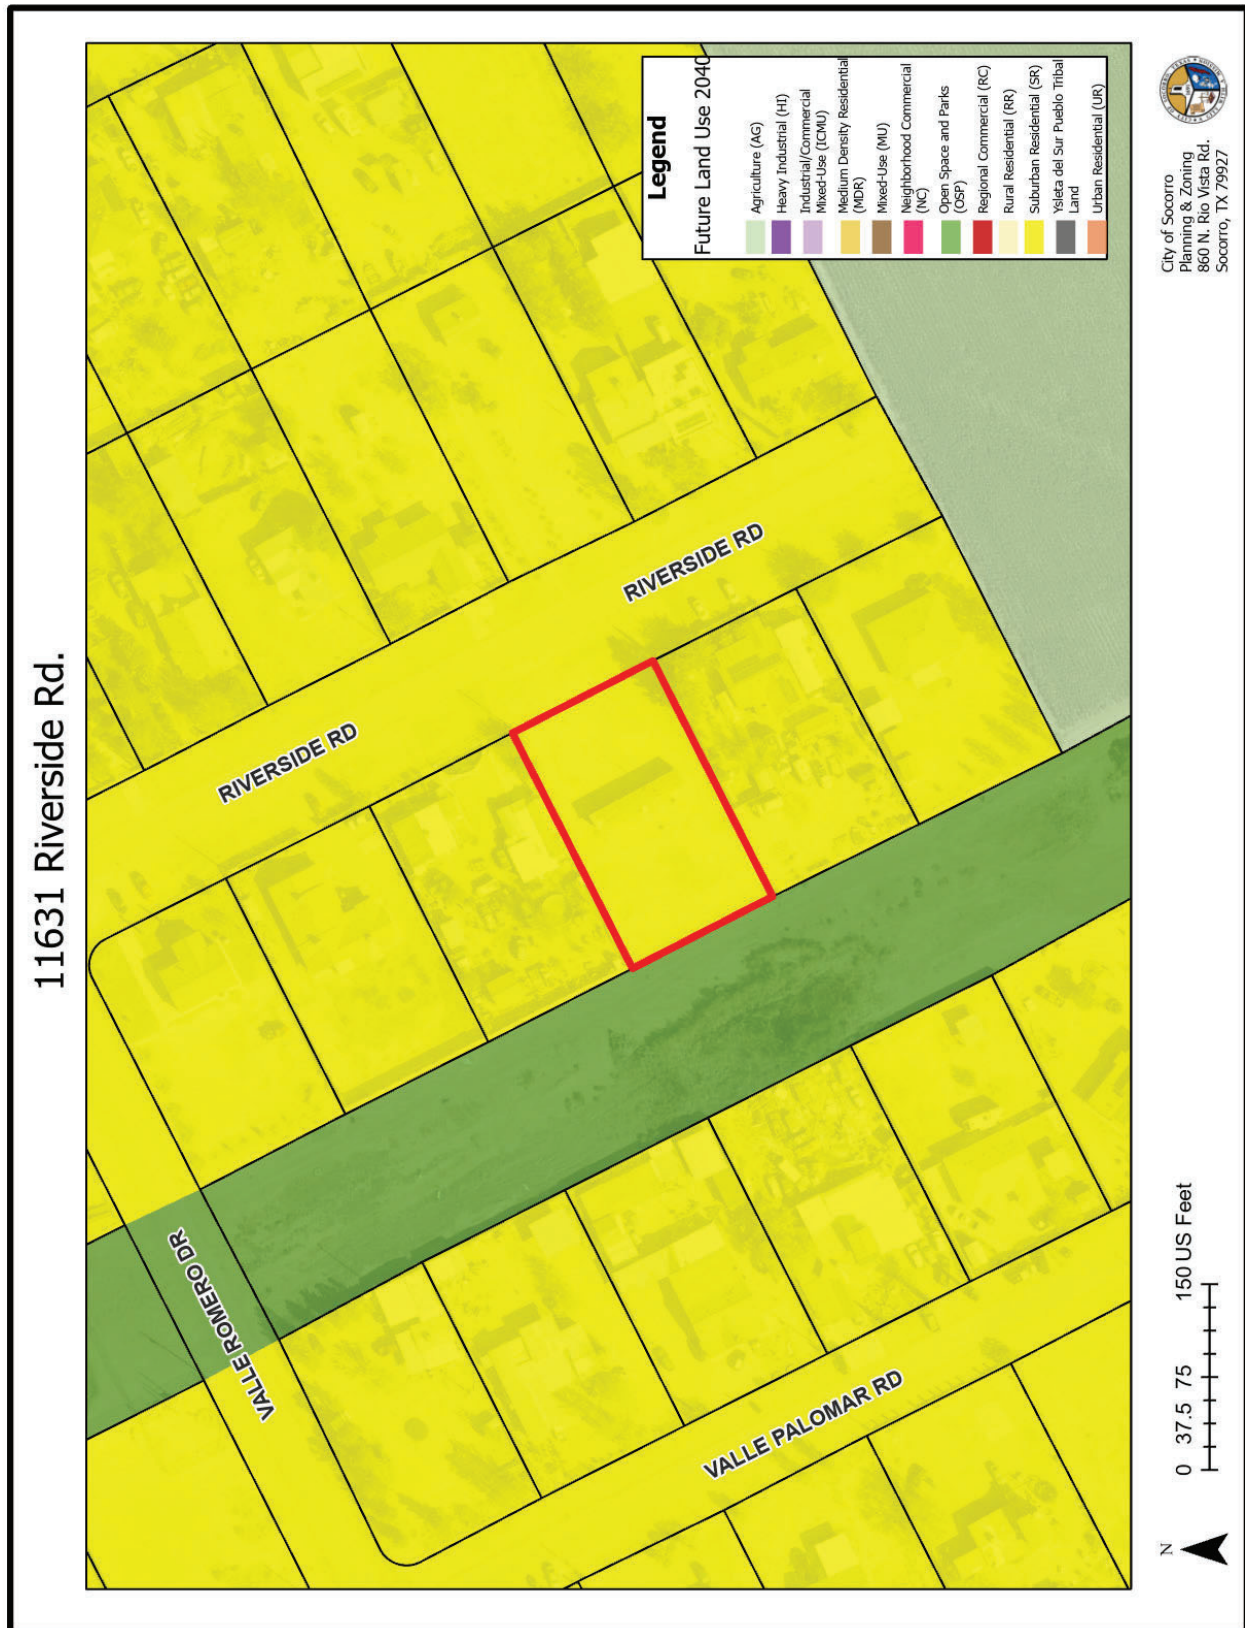 11631 Riverside Rd.
RIVERSIDE RD
RIVERSIDE RD
VALLE ROMERO DR
VALLE PALOMAR RD
Legend
Future Land Use 2040
Agriculture (AG)
Heavy Industrial (HI)
Industrial/Commercial
Mixed-Use (ICMU)
Medium Density Residential
(MDR)
Mixed-Use (MU)
Neighborhood Commercial
(NC)
Open Space and Parks
(OSP)
Regional Commercial (RC)
Rural Residential (RR)
Suburban Residential (SR)
Ysleta del Sur Pueblo Tribal
Land
Urban Residential (UR)
N
0 37.5 75 150 US Feet
City of Socorro
Planning & Zoning
860 N. Rio Vista Rd.
Socorro, TX 79927